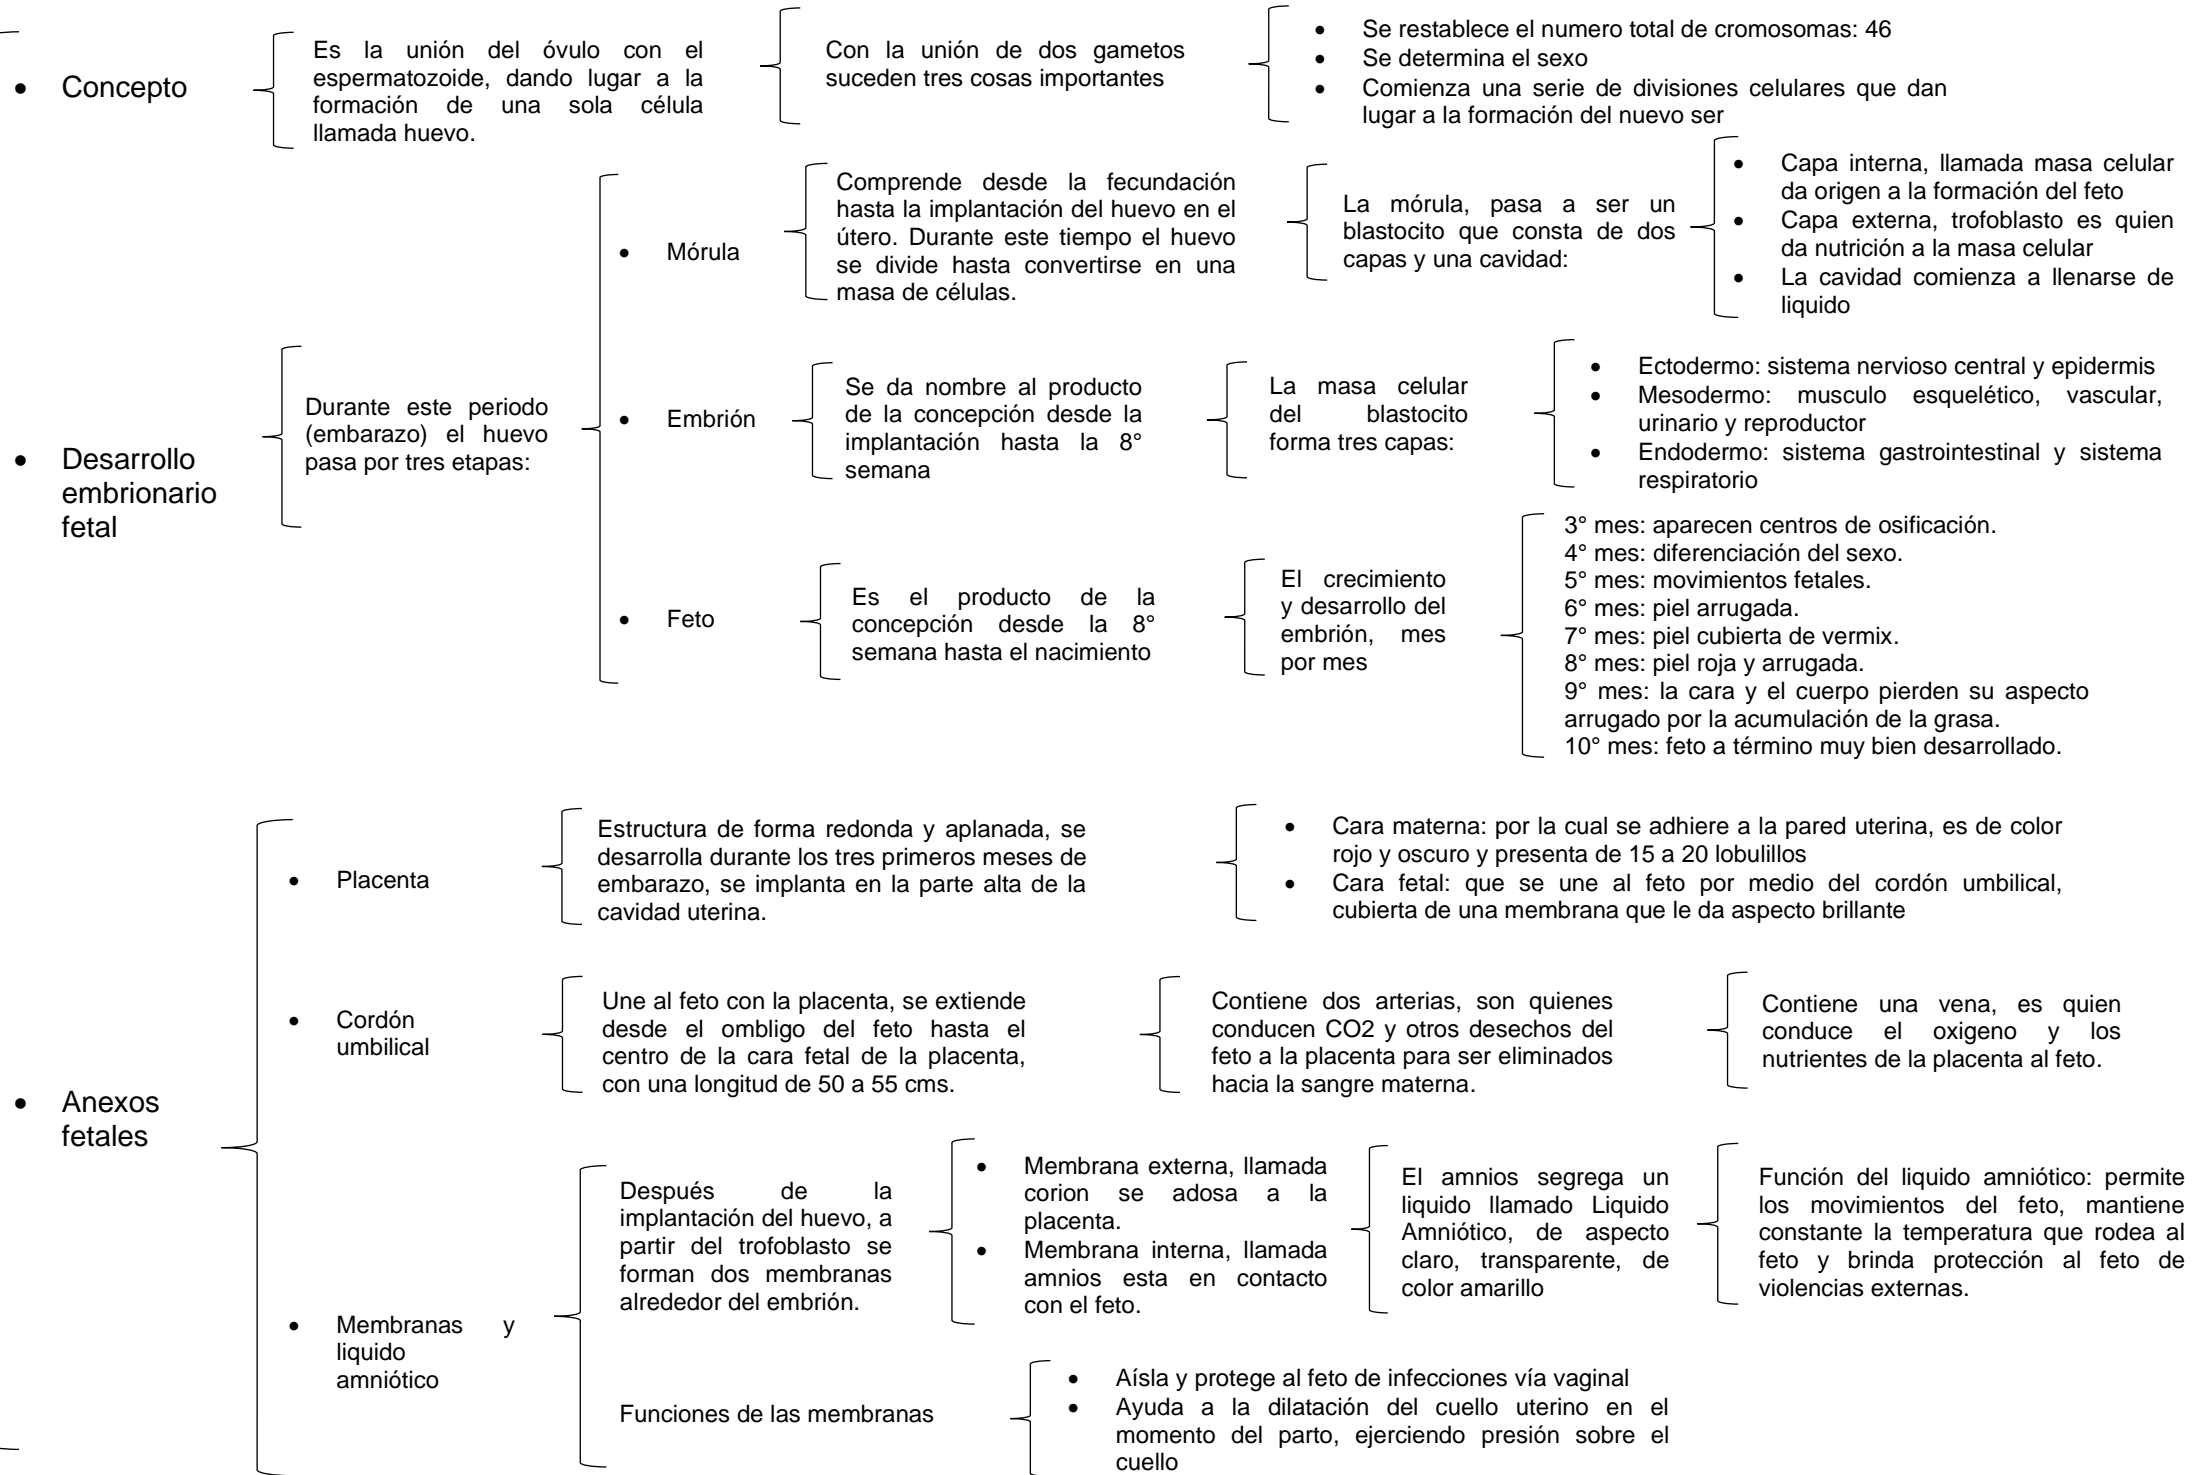 Concepto
Es la unión del óvulo con el
espermatozoide, dando lugar a la
formación de una sola célula
llamada huevo.
Con la unión de dos gametos
suceden tres cosas importantes
Se restablece el numero total de cromosomas: 46
Se determina el sexo
Comienza una serie de divisiones celulares que dan
lugar a la formación del nuevo ser
Desarrollo
embrionario
fetal
Durante este periodo
(embarazo) el huevo
pasa por tres etapas:
Mórula
Comprende desde la fecundación
hasta la implantación del huevo en el
útero. Durante este tiempo el huevo
se divide hasta convertirse en una
masa de células.
La mórula, pasa a ser un
blastocito que consta de dos
capas y una cavidad:
Capa interna, llamada masa celular
da origen a la formación del feto
Capa externa, trofoblasto es quien
da nutrición a la masa celular
La cavidad comienza a llenarse de
liquido
Embrión
Se da nombre al producto
de la concepción desde la
implantación hasta la 8°
semana
La masa celular
del blastocito
forma tres capas:
Ectodermo: sistema nervioso central y epidermis
Mesodermo: musculo esquelético, vascular,
urinario y reproductor
Endodermo: sistema gastrointestinal y sistema
respiratorio
Feto
Es el producto de la
concepción desde la 8°
semana hasta el nacimiento
El crecimiento
y desarrollo del
embrión, mes
por mes
3° mes: aparecen centros de osificación.
4° mes: diferenciación del sexo.
5° mes: movimientos fetales.
6° mes: piel arrugada.
7° mes: piel cubierta de vermix.
8° mes: piel roja y arrugada.
9° mes: la cara y el cuerpo pierden su aspecto
arrugado por la acumulación de la grasa.
10° mes: feto a término muy bien desarrollado.
Anexos
fetales
Placenta
Estructura de forma redonda y aplanada, se
desarrolla durante los tres primeros meses de
embarazo, se implanta en la parte alta de la
cavidad uterina.
Cara materna: por la cual se adhiere a la pared uterina, es de color
rojo y oscuro y presenta de 15 a 20 lobulillos
Cara fetal: que se une al feto por medio del cordón umbilical,
cubierta de una membrana que le da aspecto brillante
Cordón
umbilical
Une al feto con la placenta, se extiende
desde el ombligo del feto hasta el
centro de la cara fetal de la placenta,
con una longitud de 50 a 55 cms.
Contiene dos arterias, son quienes
conducen CO2 y otros desechos del
feto a la placenta para ser eliminados
hacia la sangre materna.
Contiene una vena, es quien
conduce el oxigeno y los
nutrientes de la placenta al feto.
Membranas y
liquido
amniótico
Después de la
implantación del huevo, a
partir del trofoblasto se
forman dos membranas
alrededor del embrión.
Membrana externa, llamada
corion se adosa a la
placenta.
Membrana interna, llamada
amnios esta en contacto
con el feto.
El amnios segrega un
liquido llamado Liquido
Amniótico, de aspecto
claro, transparente, de
color amarillo
Función del liquido amniótico: permite
los movimientos del feto, mantiene
constante la temperatura que rodea al
feto y brinda protección al feto de
violencias externas.
Funciones de las membranas
Aísla y protege al feto de infecciones vía vaginal
Ayuda a la dilatación del cuello uterino en el
momento del parto, ejerciendo presión sobre el
cuello